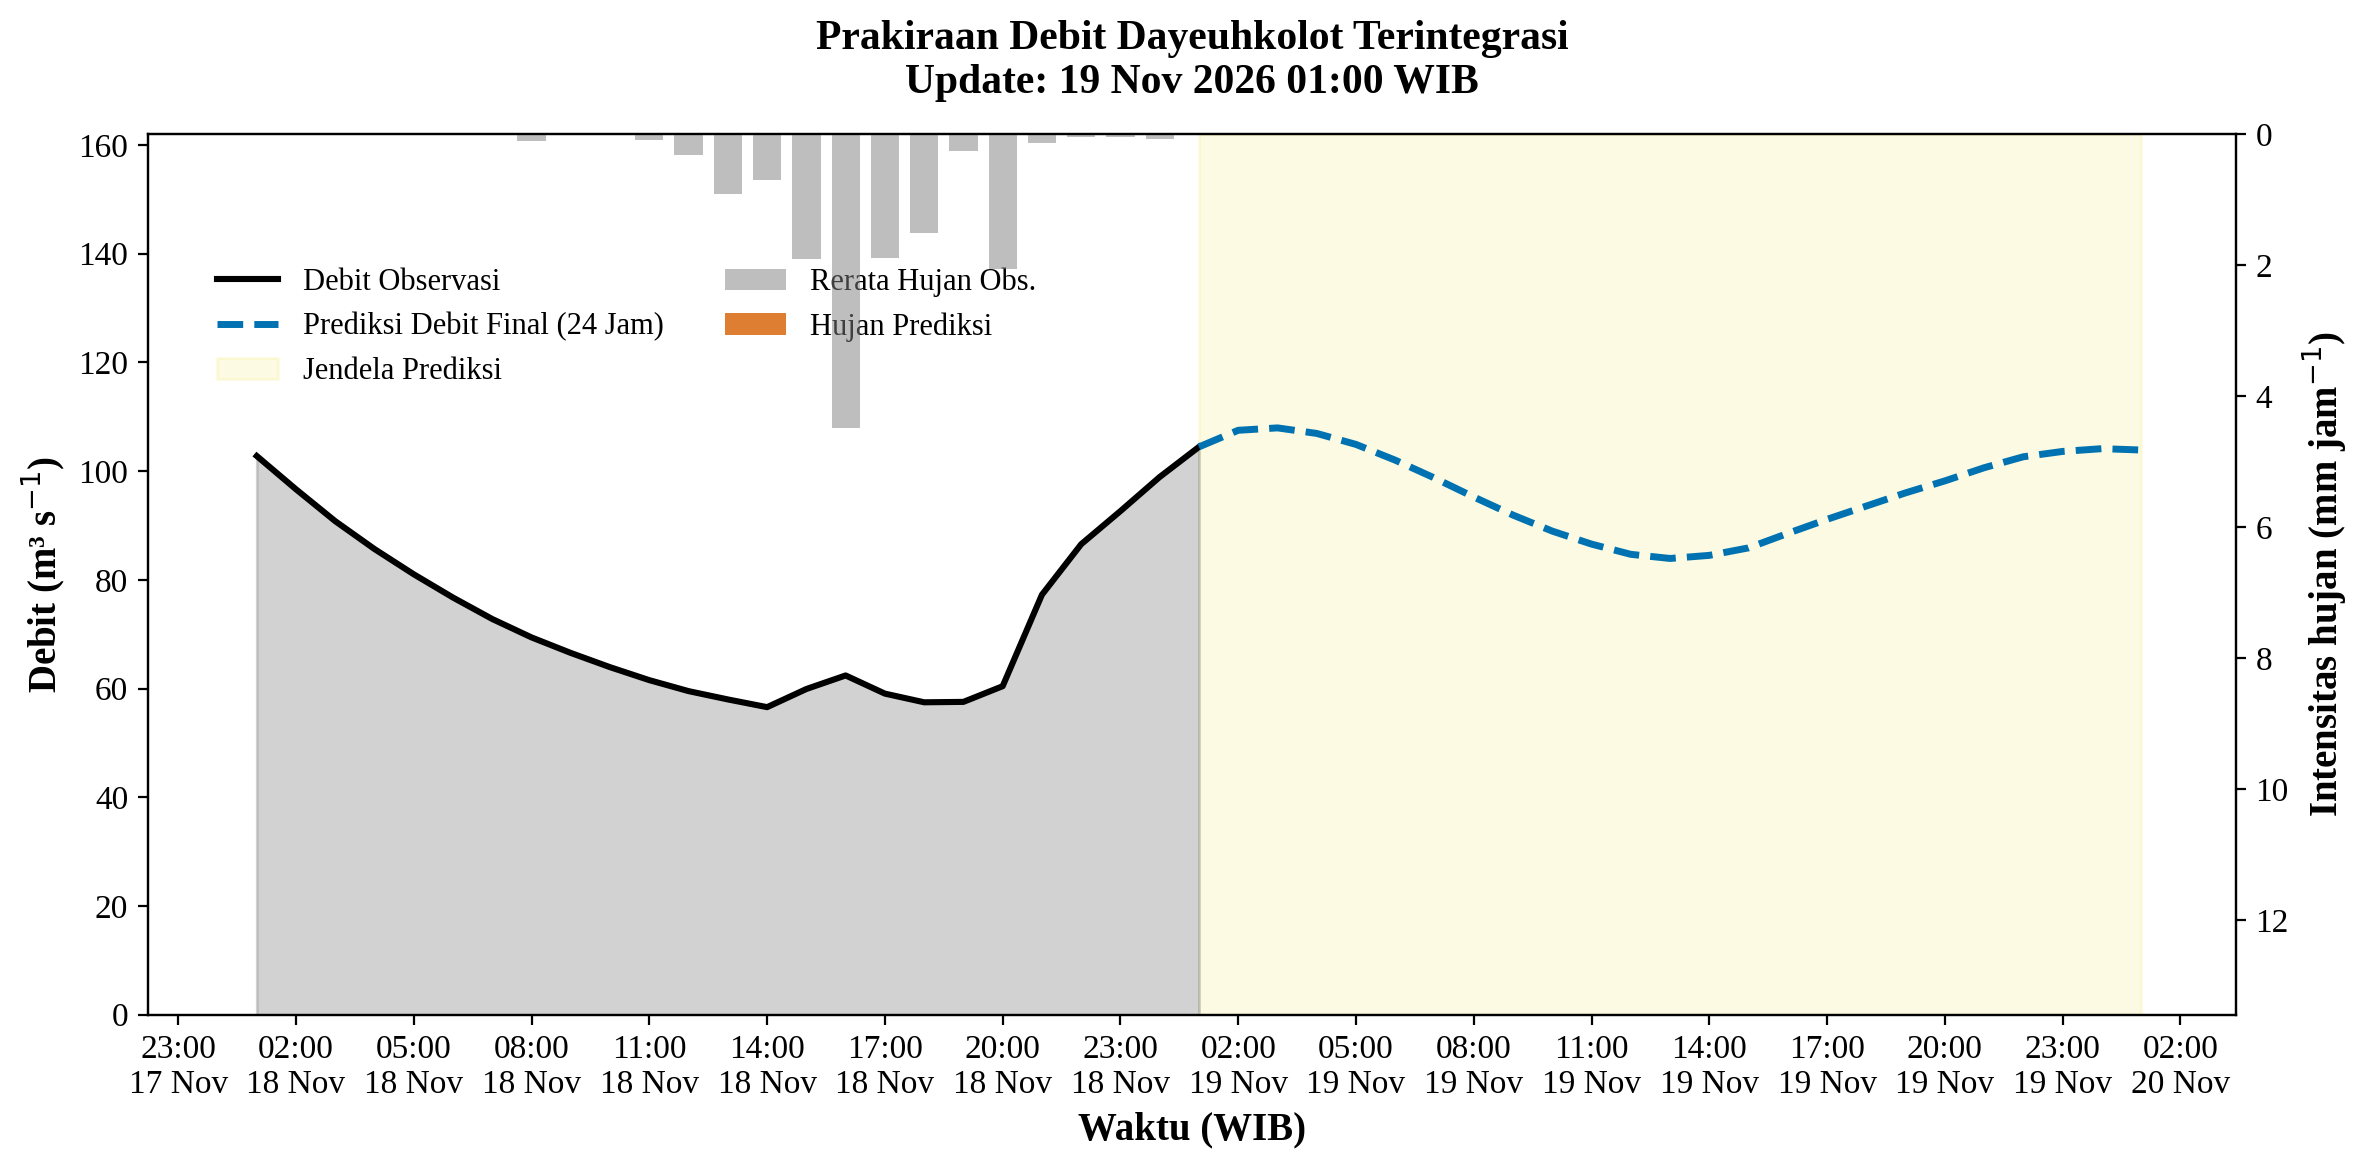 Prakiraan Debit Dayeuhkolot Terintegrasi
Update: 19 Nov 2026 01:00 WIB
Debit (m³ s⁻¹)
160
140
120
100
80
60
40
20
0
Debit Observasi
Prediksi Debit Final (24 Jam)
Jendela Prediksi
Rerata Hujan Obs.
Hujan Prediksi
0
2
4
6
8
10
12
Intensitas hujan (mm jam⁻¹)
23:00 02:00 05:00 08:00 11:00 14:00 17:00 20:00 23:00 02:00 05:00 08:00 11:00 14:00 17:00 20:00 23:00 02:00
17 Nov 18 Nov 18 Nov 18 Nov 18 Nov 18 Nov 18 Nov 18 Nov 18 Nov 19 Nov 19 Nov 19 Nov 19 Nov 19 Nov 19 Nov 19 Nov 19 Nov 20 Nov
Waktu (WIB)